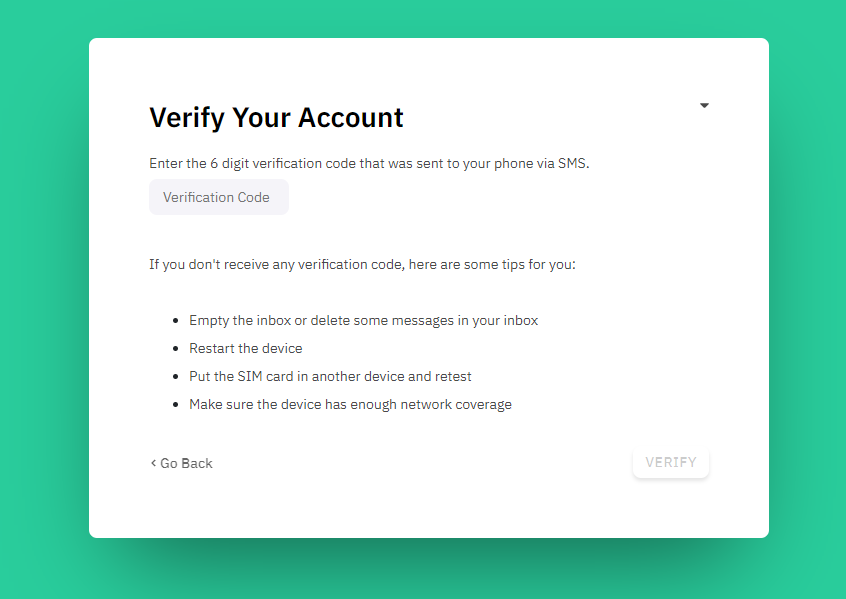 Verify Your Account
Enter the 6 digit verification code that was sent to your phone via SMS.
Verification Code
If you don't receive any verification code, here are some tips for you:
Empty the inbox or delete some messages in your inbox
Restart the device
Put the SIM card in another device and retest
Make sure the device has enough network coverage
Go Back
VERIFY